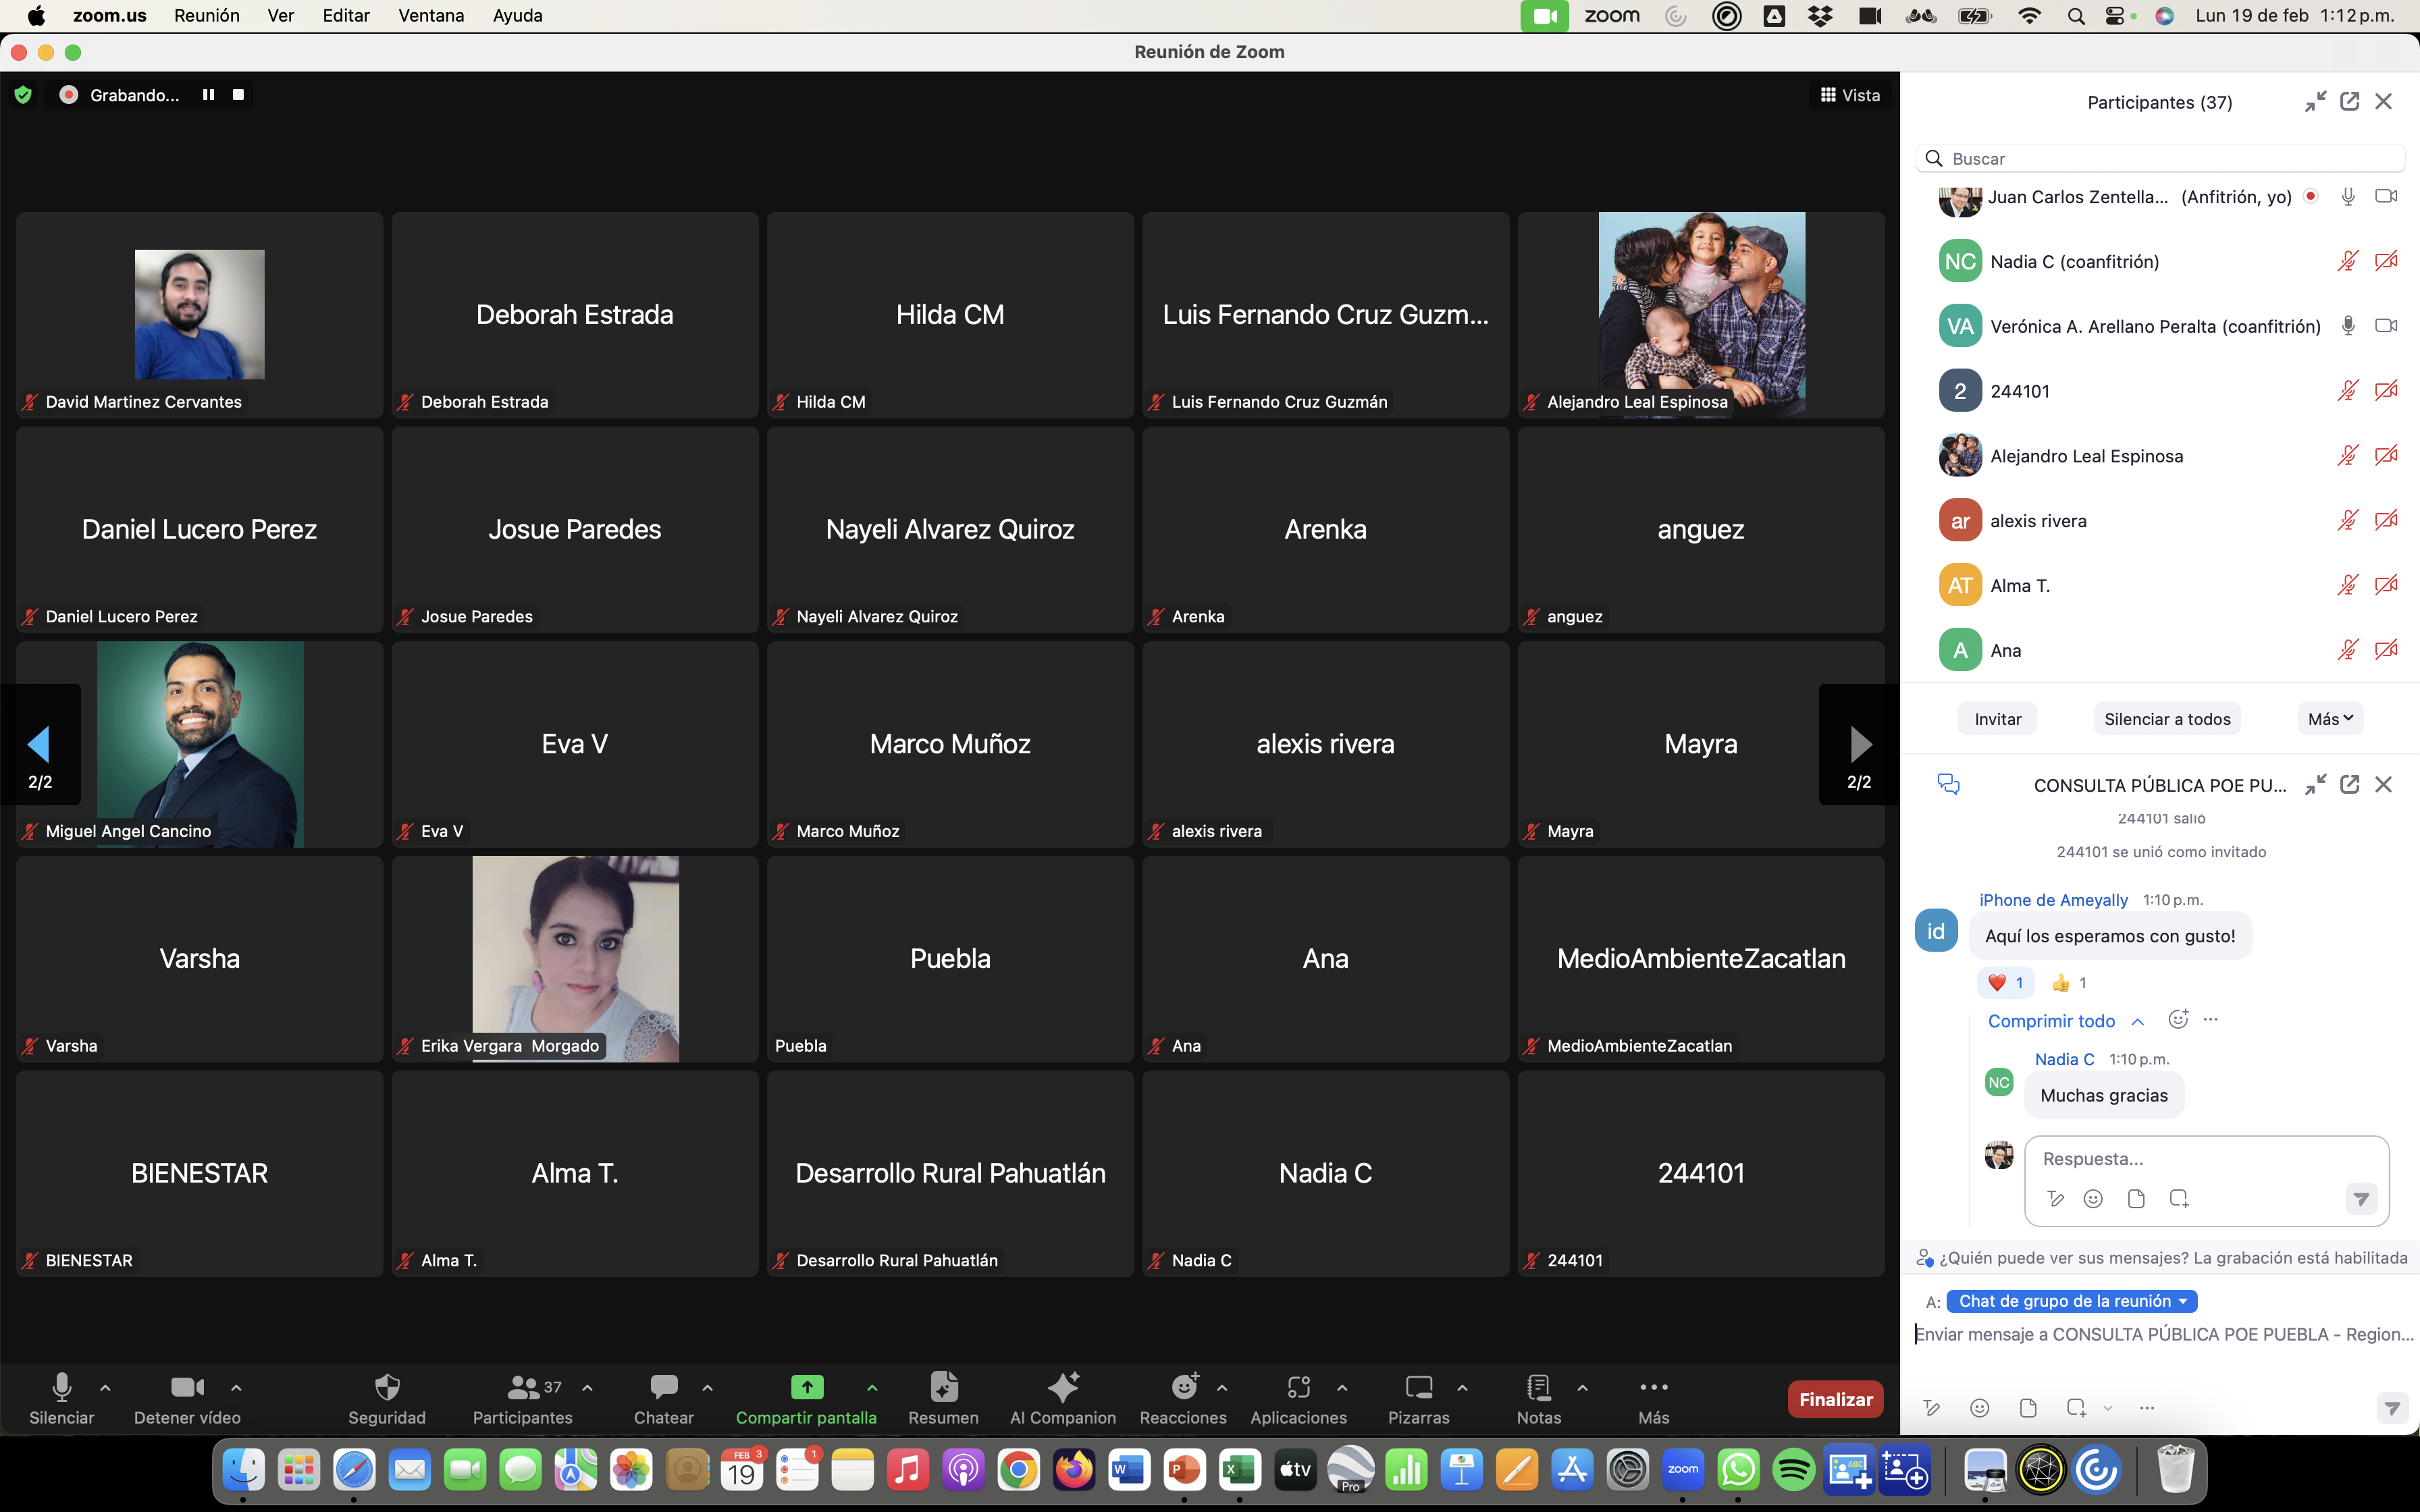 zoom.us Reunión Ver Editar Ventana Ayuda zoom Lun 19 de feb 1:12 p.m.
Reunión de Zoom
Grabando... Vista
David Martinez Cervantes
Deborah Estrada
Deborah Estrada
Hilda CM
Hilda CM
Luis Fernando Cruz Guzm...
Luis Fernando Cruz Guzmán
Alejandro Leal Espinosa
Daniel Lucero Perez
Daniel Lucero Perez
Josue Paredes
Josue Paredes
Nayeli Alvarez Quiroz
Nayeli Alvarez Quiroz
Arenka
Arenka
anguez
anguez
2/2
Miguel Angel Cancino
Eva V
Eva V
Marco Muñoz
Marco Muñoz
alexis rivera
alexis rivera
Mayra
Mayra
2/2
Varsha
Varsha
Erika Vergara Morgado
Puebla
Puebla
Ana
Ana
MedioAmbienteZacatlan
MedioAmbienteZacatlan
BIENESTAR
BIENESTAR
Alma T.
Alma T.
Desarrollo Rural Pahuatlán
Desarrollo Rural Pahuatlán
Nadia C
Nadia C
244101
244101
Silenciar
Detener vídeo
Seguridad
37
Participantes
Chatear
Compartir pantalla
Resumen
AI Companion
Reacciones
Aplicaciones
Pizarras
Notas
Más
Finalizar
Participantes (37)
Buscar
Juan Carlos Zentella... (Anfitrión, yo)
NC Nadia C (coanfitrión)
VA Verónica A. Arellano Peralta (coanfitrión)
2 244101
Alejandro Leal Espinosa
ar alexis rivera
AT Alma T.
A Ana
Invitar Silenciar a todos Más
CONSULTA PÚBLICA POE PU...
244101 salió
244101 se unió como invitado
iPhone de Ameyally 1:10 p.m.
id Aquí los esperamos con gusto!
❤️ 1 👍 1
Comprimir todo
Nadia C 1:10 p.m.
NC Muchas gracias
Respuesta...
¿Quién puede ver sus mensajes? La grabación está habilitada
A: Chat de grupo de la reunión
Enviar mensaje a CONSULTA PÚBLICA POE PUEBLA - Region...
FEB 3
19
1
W
P
X
tv
Pro
zoom
ABC